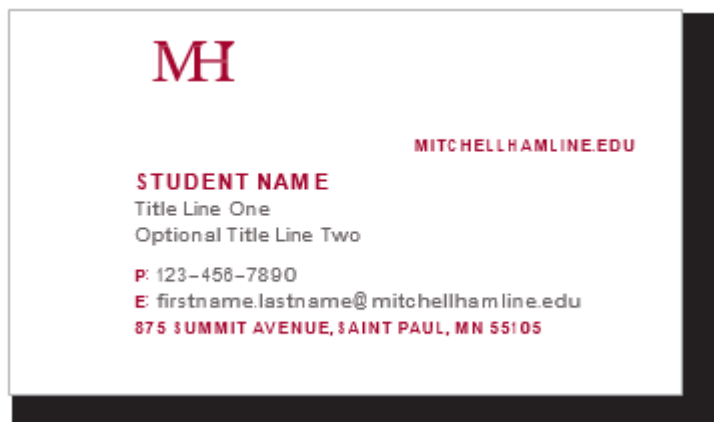 MH
MITCHELLHAMLINE.EDU
STUDENT NAME
Title Line One
Optional Title Line Two
P: 123-456-7890
E: firstname.lastname@mitchellhamline.edu
875 SUMMIT AVENUE, SAINT PAUL, MN 55105